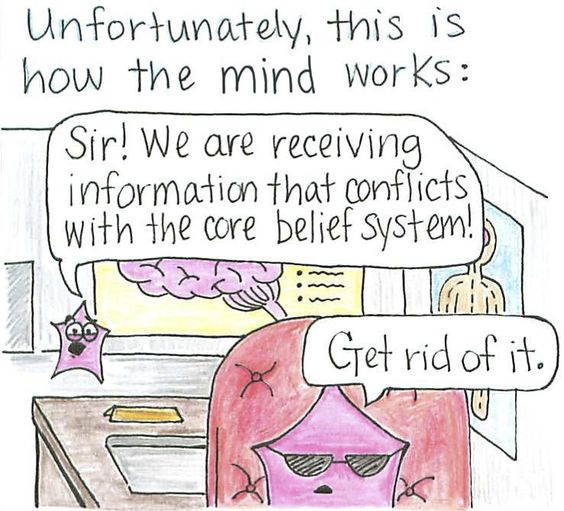 Unfortunately, this is
how the mind works:
Sir! We are receiving
information that conflicts
with the core belief system!
Get rid of it.